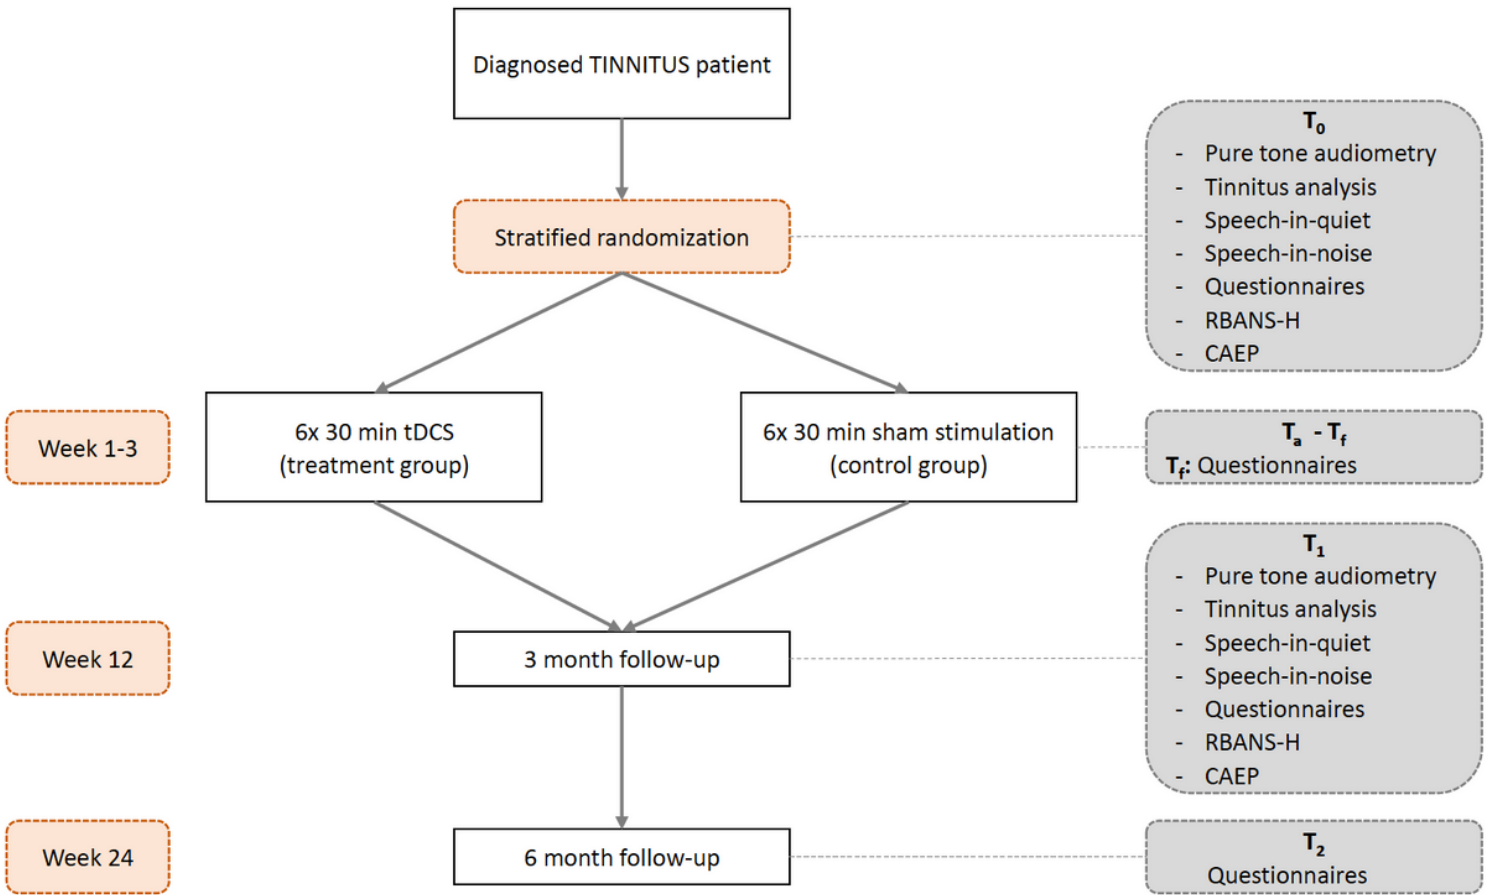 Diagnosed TINNITUS patient
Stratified randomization
T0
- Pure tone audiometry
- Tinnitus analysis
- Speech-in-quiet
- Speech-in-noise
- Questionnaires
- RBANS-H
- CAEP
Week 1-3
6x 30 min tDCS
(treatment group)
6x 30 min sham stimulation
(control group)
Ta - Tf
Tf: Questionnaires
Week 12
3 month follow-up
T1
- Pure tone audiometry
- Tinnitus analysis
- Speech-in-quiet
- Speech-in-noise
- Questionnaires
- RBANS-H
- CAEP
Week 24
6 month follow-up
T2
Questionnaires